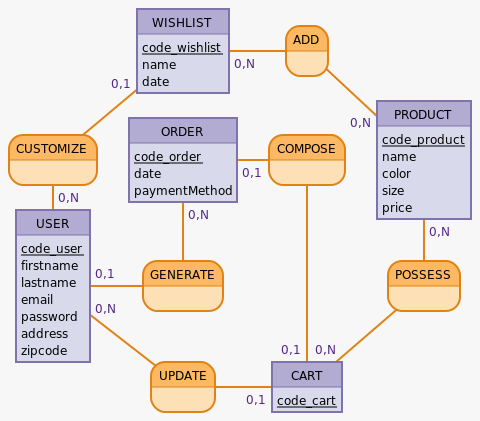 WISHLIST
code_wishlist
name
date
0,N
0,1
ADD
0,N
PRODUCT
code_product
name
color
size
price
0,N
CUSTOMIZE
0,N
ORDER
code_order
date
paymentMethod
0,1
0,N
COMPOSE
USER
code_user
firstname
lastname
email
password
address
zipcode
0,1
0,N
GENERATE
POSSESS
UPDATE
0,1
0,1
0,N
CART
code_cart